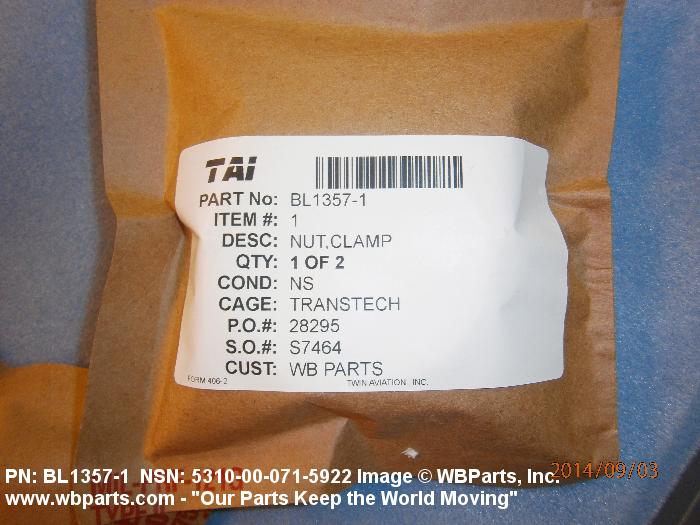 TAI
PART No: BL1357-1
ITEM #: 1
DESC: NUT,CLAMP
QTY: 1 OF 2
COND: NS
CAGE: TRANSTECH
P.O.#: 28295
S.O.#: S7464
CUST: WB PARTS
FORM 406-2 TWIN AVIATION, INC.
2014/09/03
PN: BL1357-1 NSN: 5310-00-071-5922 Image © WBParts, Inc.
www.wbparts.com - "Our Parts Keep the World Moving"